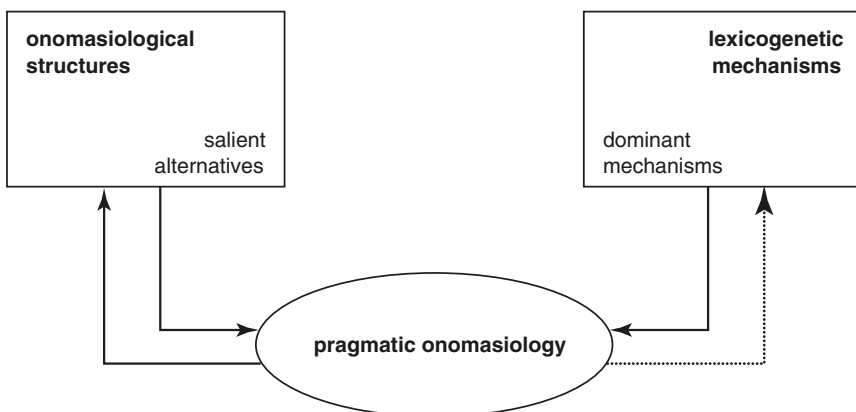 onomasiological
structures
salient
alternatives
lexicogenetic
mechanisms
dominant
mechanisms
pragmatic onomasiology